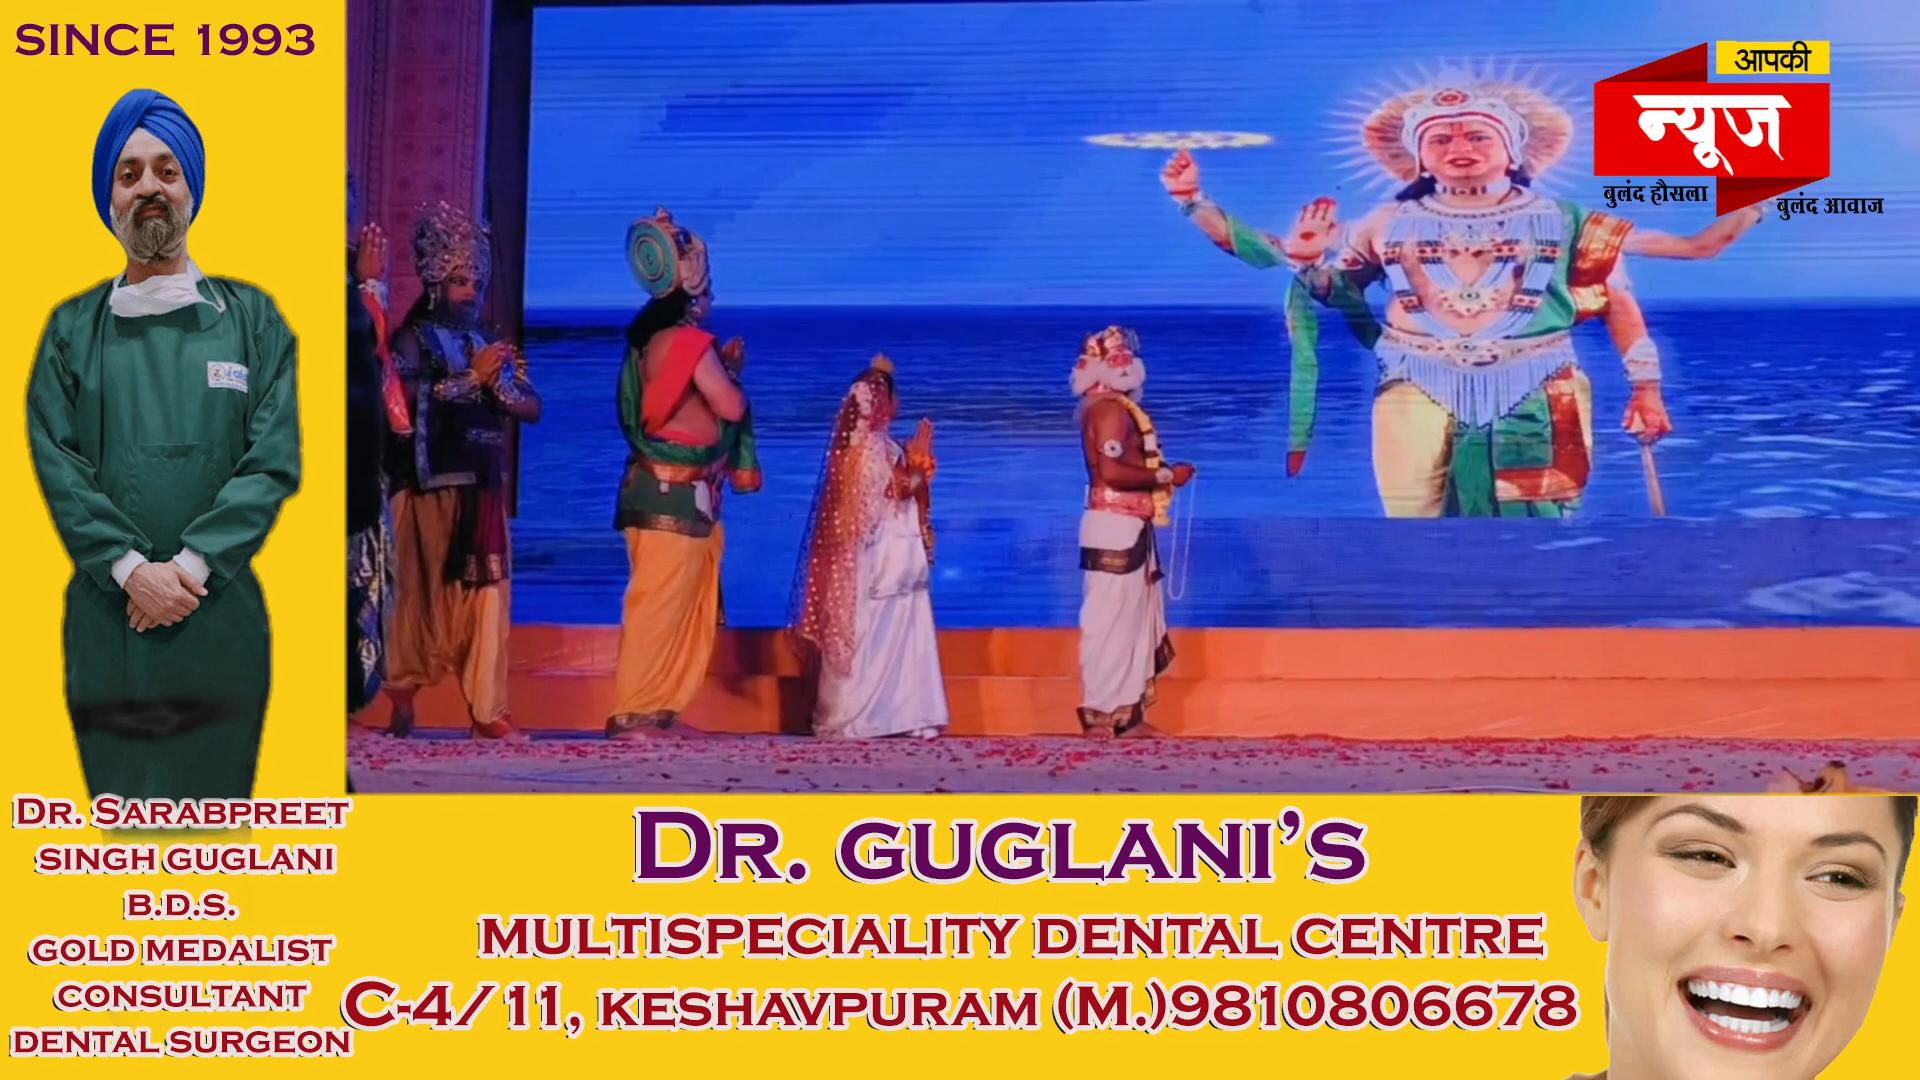 SINCE 1993
आपकी
न्यूज
बुलंद हौसला
बुलंद आवाज
DR. SARABPREET
SINGH GUGLANI
B.D.S.
GOLD MEDALIST
CONSULTANT
DENTAL SURGEON
DR. GUGLANI'S
MULTISPECIALITY DENTAL CENTRE
C-4/11, KESHAVPURAM (M.)9810806678